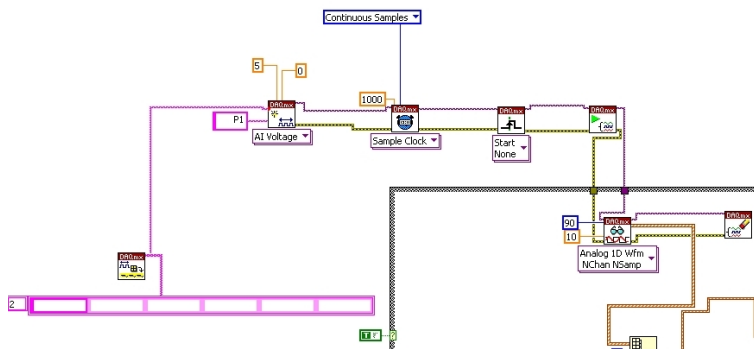 Continuous Samples
5
0
1000
DAQmx
DAQmx
DAQmx
DAQmx
P1
AI Voltage
Sample Clock
Start
None
90
10
DAQmx
DAQmx
Analog 1D Wfm
NChan NSamp
DAQmx
2
T
?